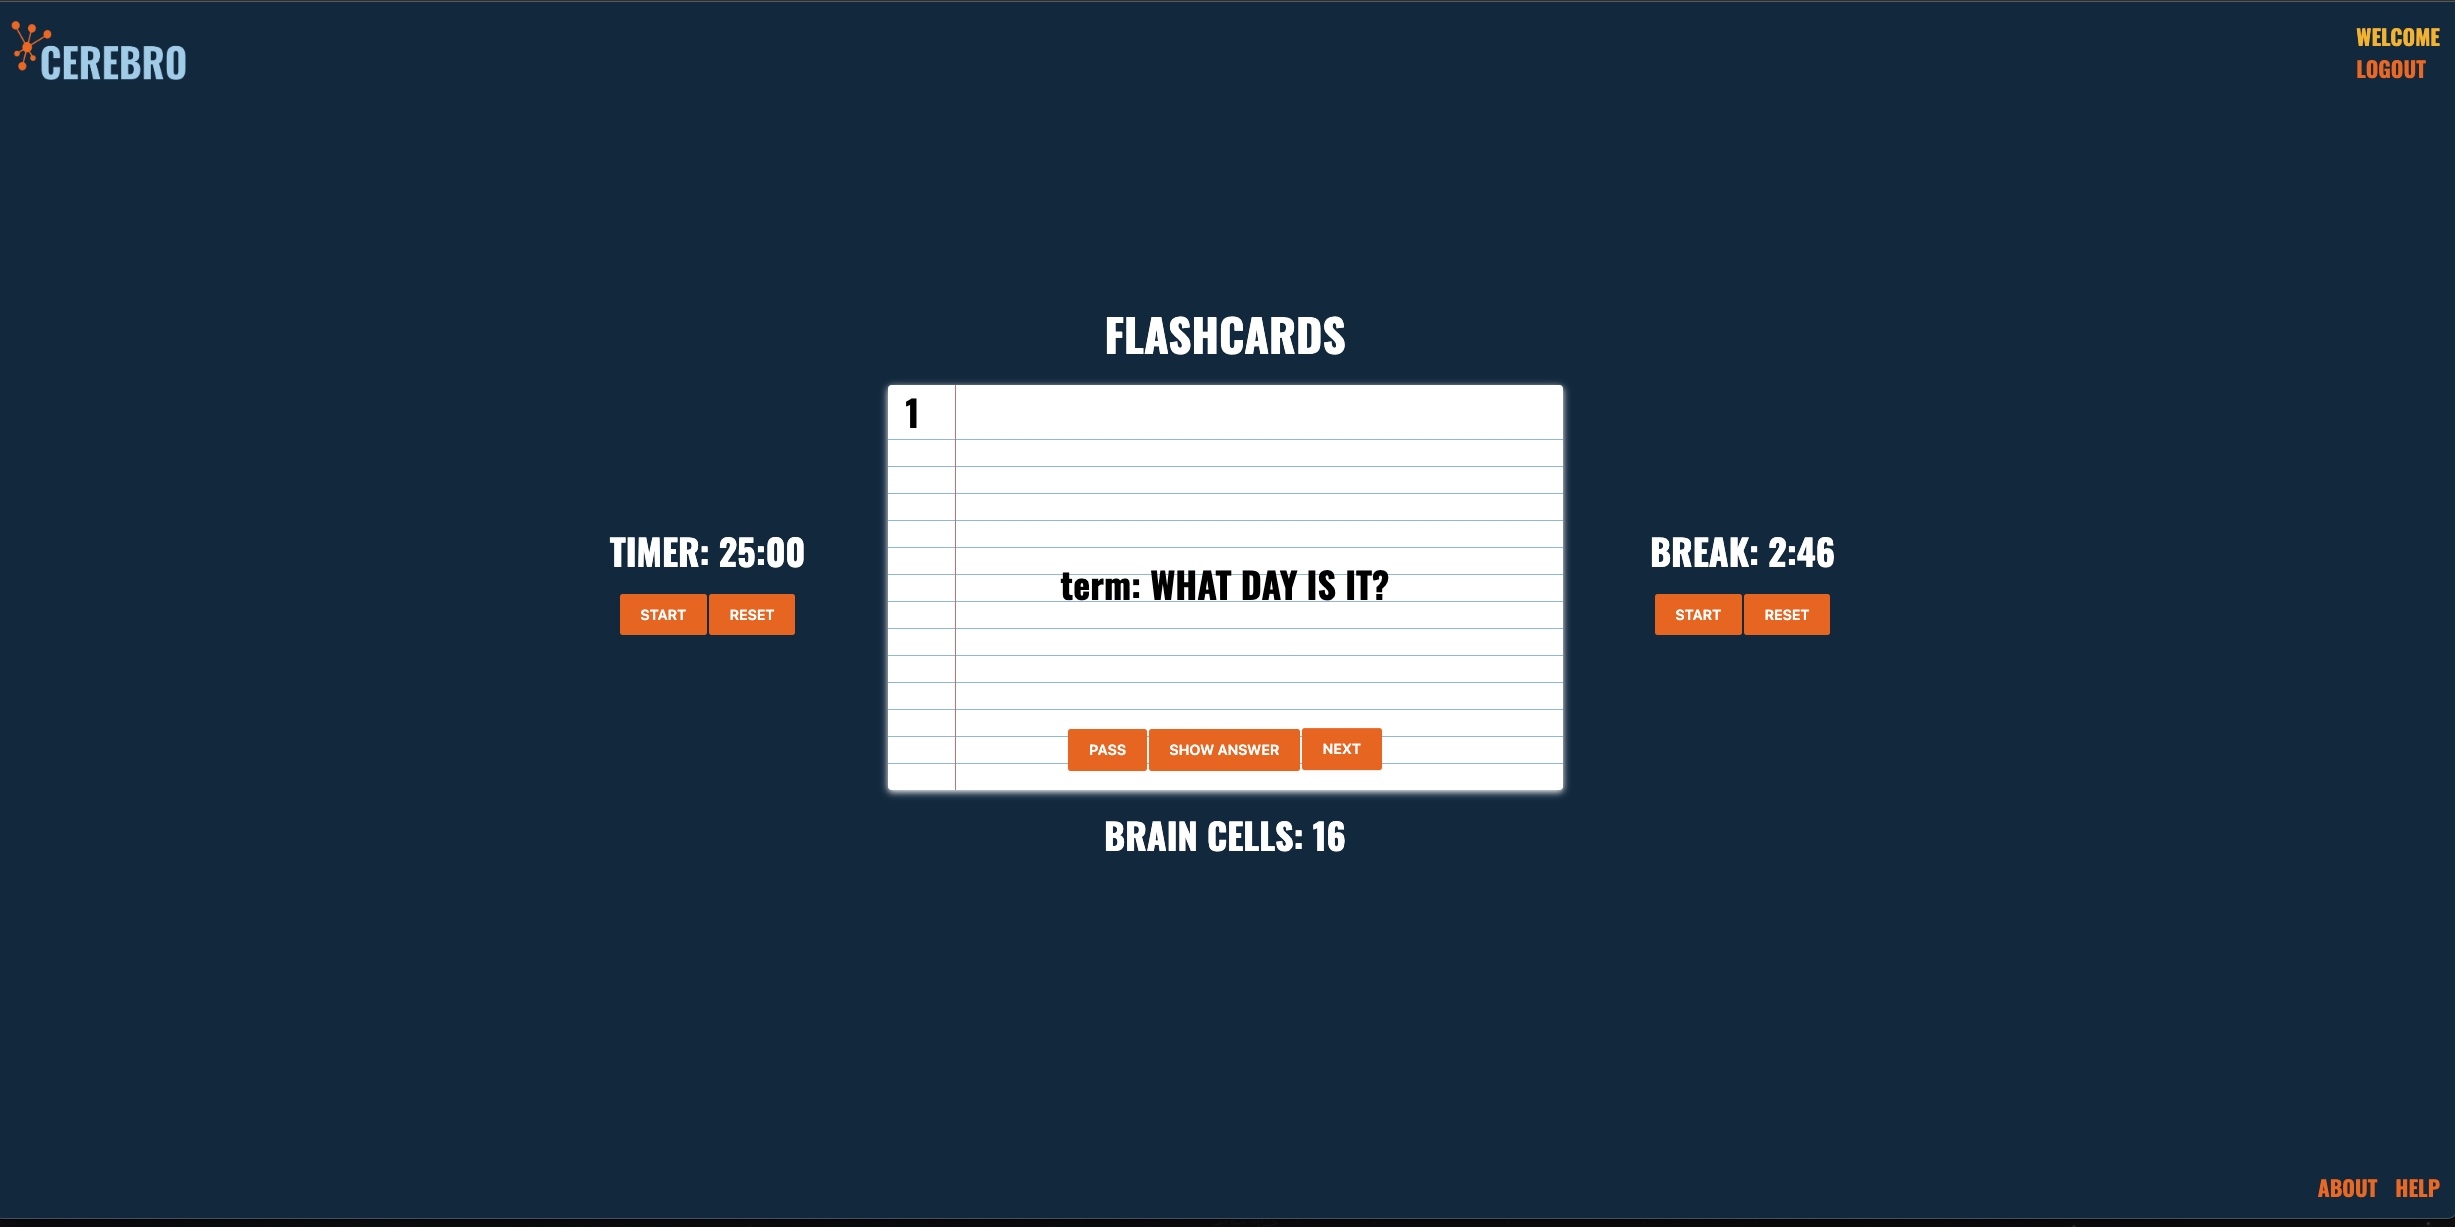 CEREBRO
WELCOME
LOGOUT
FLASHCARDS
1
term: WHAT DAY IS IT?
PASS
SHOW ANSWER
NEXT
TIMER: 25:00
START
RESET
BREAK: 2:46
START
RESET
BRAIN CELLS: 16
ABOUT
HELP